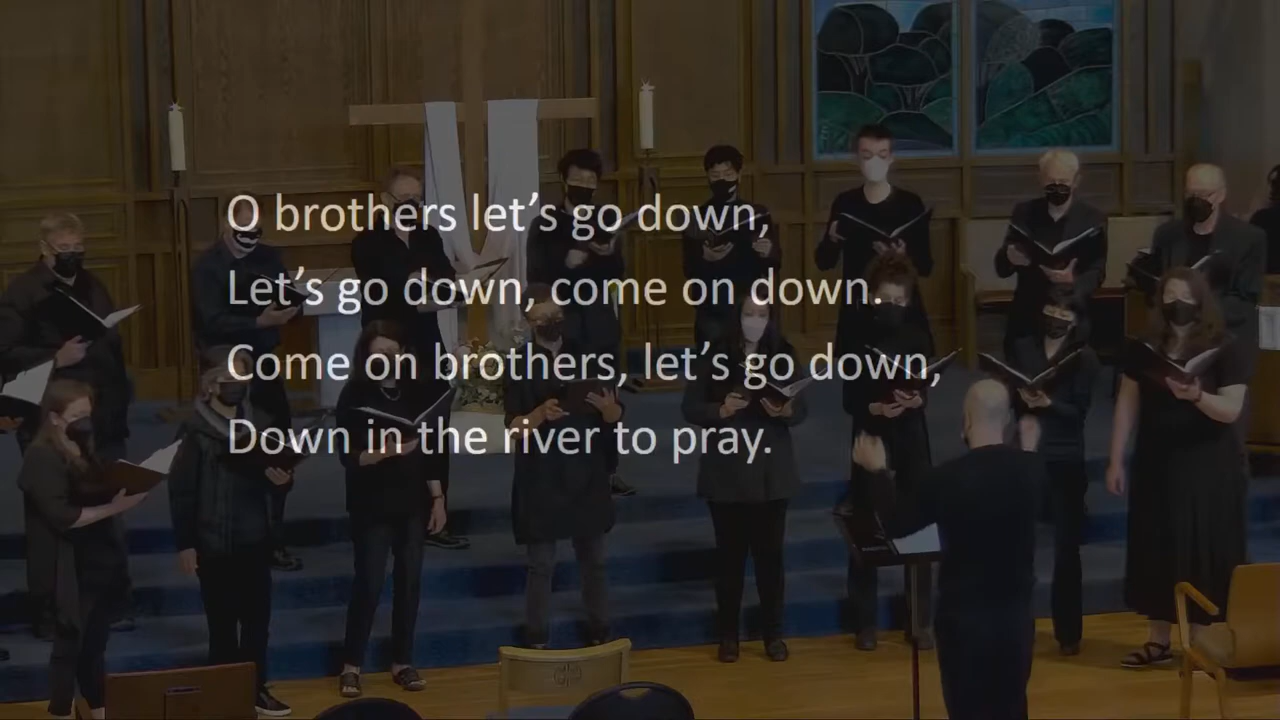 O brothers let's go down,
Let's go down, come on down.
Come on brothers, let's go down,
Down in the river to pray.